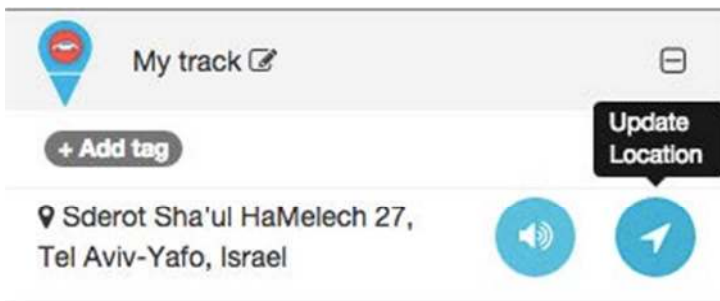 My track
+ Add tag
Update
Location
Sderot Sha'ul HaMelech 27,
Tel Aviv-Yafo, Israel